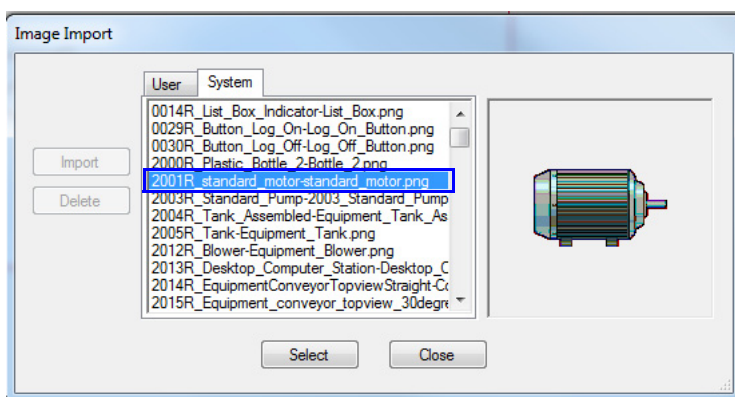 Image Import
User
System
0014R_List_Box_Indicator-List_Box.png
0029R_Button_Log_On-Log_On_Button.png
0030R_Button_Log_Off-Log_Off_Button.png
2000R_Plastic_Bottle_2-Bottle_2.png
2001R_standard_motor-standard_motor.png
2003R_Standard_Pump-2003_Standard_Pump
2004R_Tank_Assembled-Equipment_Tank_As
2005R_Tank-Equipment_Tank.png
2012R_Blower-Equipment_Blower.png
2013R_Desktop_Computer_Station-Desktop_C
2014R_EquipmentConveyorTopviewStraight-Co
2015R_Equipment_conveyor_topview_30degre
Import
Delete
Select
Close